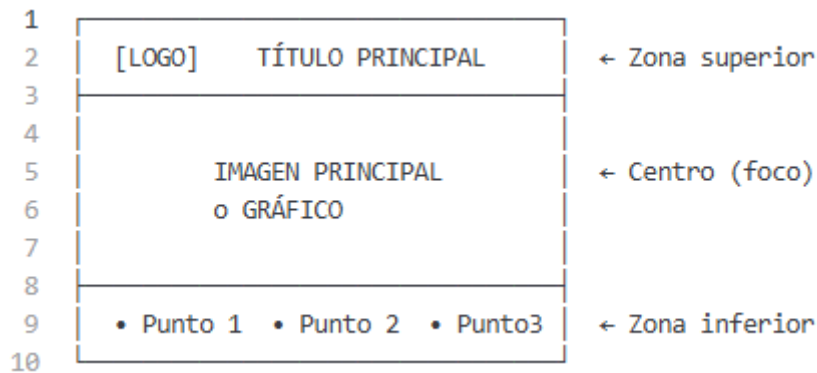 1
2 [LOGO] TÍTULO PRINCIPAL ← Zona superior
3
4
5 IMAGEN PRINCIPAL ← Centro (foco)
6 o GRÁFICO
7
8
9 • Punto 1 • Punto 2 • Punto3 ← Zona inferior
10